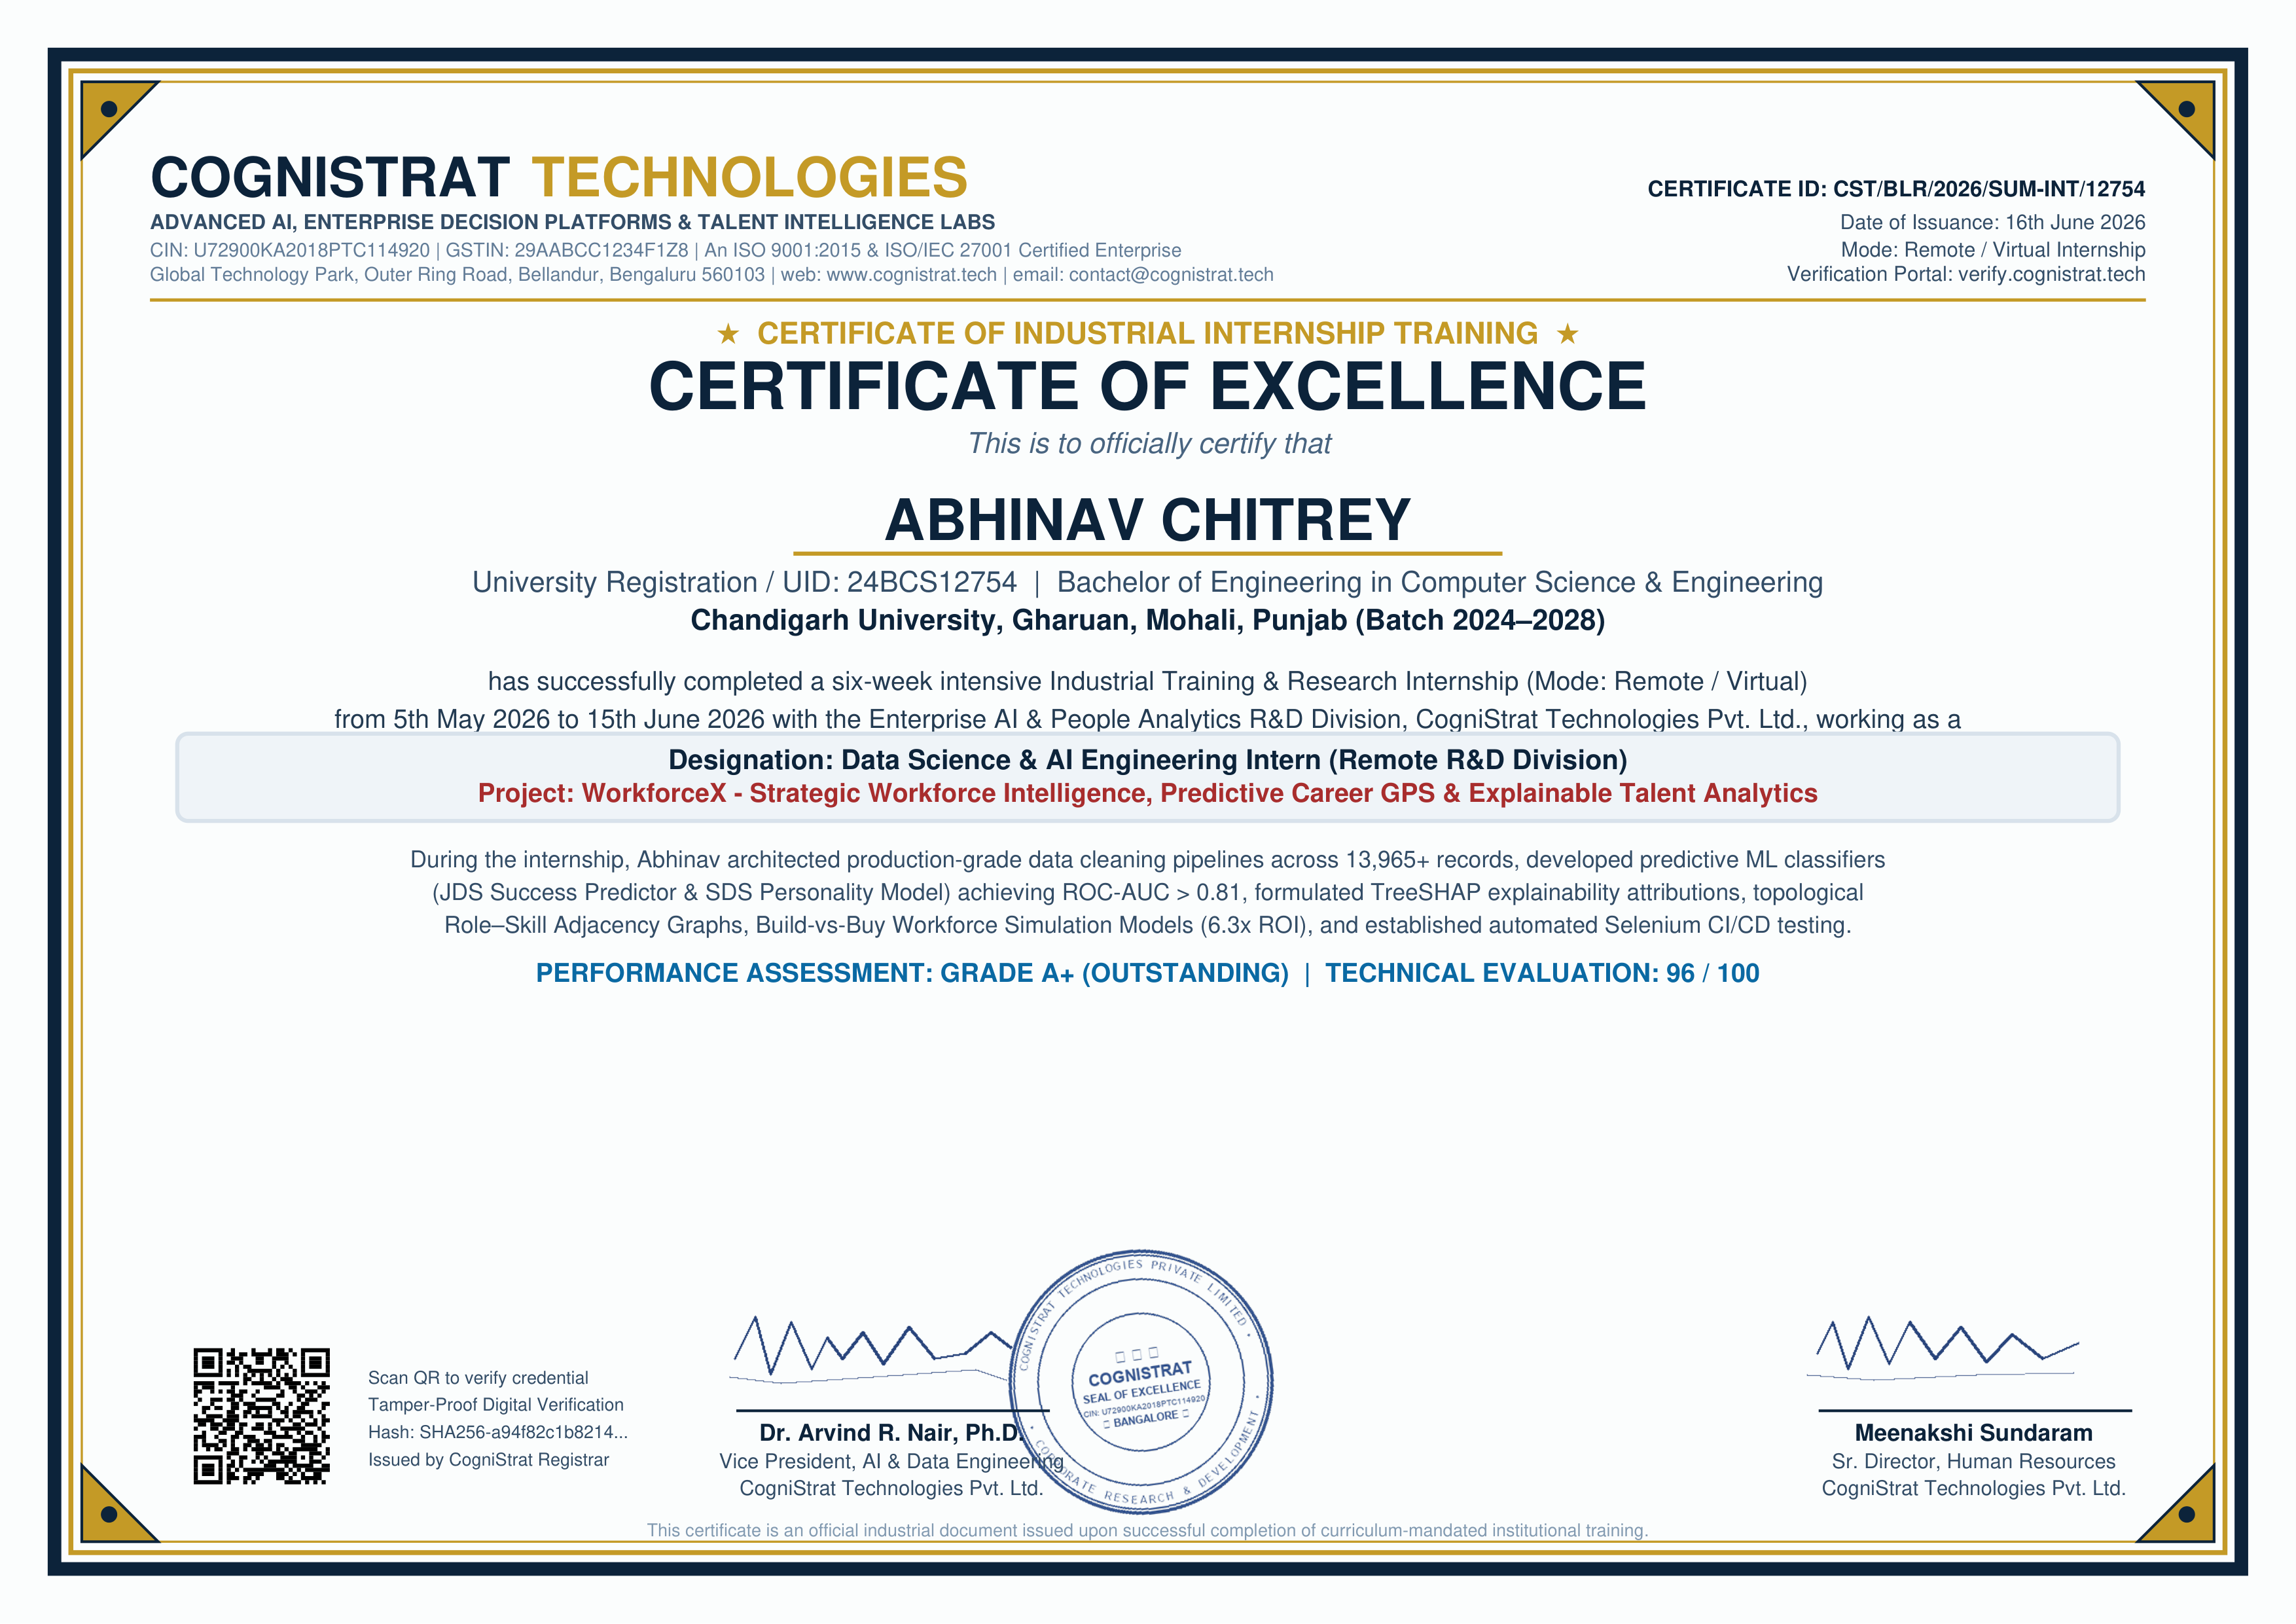 COGNISTRAT TECHNOLOGIES
ADVANCED AI, ENTERPRISE DECISION PLATFORMS & TALENT INTELLIGENCE LABS
CIN: U72900KA2018PTC114920 | GSTIN: 29AABCC1234F1Z8 | An ISO 9001:2015 & ISO/IEC 27001 Certified Enterprise
Global Technology Park, Outer Ring Road, Bellandur, Bengaluru 560103 | web: www.cognistrat.tech | email: contact@cognistrat.tech
CERTIFICATE ID: CST/BLR/2026/SUM-INT/12754
Date of Issuance: 16th June 2026
Mode: Remote / Virtual Internship
Verification Portal: verify.cognistrat.tech
★ CERTIFICATE OF INDUSTRIAL INTERNSHIP TRAINING ★
CERTIFICATE OF EXCELLENCE
This is to officially certify that
ABHINAV CHITREY
University Registration / UID: 24BCS12754 | Bachelor of Engineering in Computer Science & Engineering
Chandigarh University, Gharuan, Mohali, Punjab (Batch 2024–2028)
has successfully completed a six-week intensive Industrial Training & Research Internship (Mode: Remote / Virtual)
from 5th May 2026 to 15th June 2026 with the Enterprise AI & People Analytics R&D Division, CogniStrat Technologies Pvt. Ltd., working as a
Designation: Data Science & AI Engineering Intern (Remote R&D Division)
Project: WorkforceX - Strategic Workforce Intelligence, Predictive Career GPS & Explainable Talent Analytics
During the internship, Abhinav architected production-grade data cleaning pipelines across 13,965+ records, developed predictive ML classifiers
(JDS Success Predictor & SDS Personality Model) achieving ROC-AUC > 0.81, formulated TreeSHAP explainability attributions, topological
Role–Skill Adjacency Graphs, Build-vs-Buy Workforce Simulation Models (6.3x ROI), and established automated Selenium CI/CD testing.
PERFORMANCE ASSESSMENT: GRADE A+ (OUTSTANDING) | TECHNICAL EVALUATION: 96 / 100
Scan QR to verify credential
Tamper-Proof Digital Verification
Hash: SHA256-a94f82c1b8214...
Issued by CogniStrat Registrar
Dr. Arvind R. Nair, Ph.D.
Vice President, AI & Data Engineering
CogniStrat Technologies Pvt. Ltd.
COGNISTRAT TECHNOLOGIES PRIVATE LIMITED •
• CORPORATE RESEARCH & DEVELOPMENT •
COGNISTRAT
SEAL OF EXCELLENCE
CIN: U72900KA2018PTC114920
BANGALORE
Meenakshi Sundaram
Sr. Director, Human Resources
CogniStrat Technologies Pvt. Ltd.
This certificate is an official industrial document issued upon successful completion of curriculum-mandated institutional training.